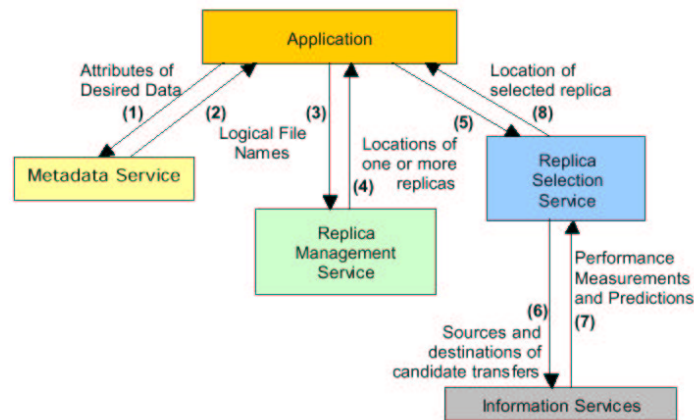 Application
Attributes of
Desired Data
(1)
(2)
Logical File
Names
(3)
(4)
Locations of
one or more
replicas
(5)
Location of
selected replica
(8)
Metadata Service
Replica
Management
Service
Replica
Selection
Service
(6)
Sources and
destinations of
candidate transfers
Performance
Measurements
and Predictions
(7)
Information Services